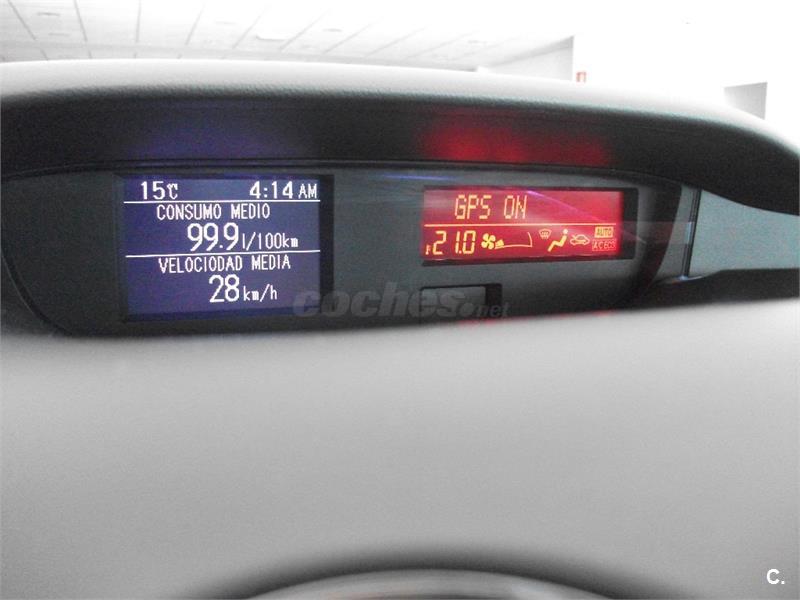 15℃ 4:14 AM
CONSUMO MEDIO
99.9 l/100km
VELOCIODAD MEDIA
28 km/h
GPS ON
21.0 AUTO
A/C ECO
coches.net
C.